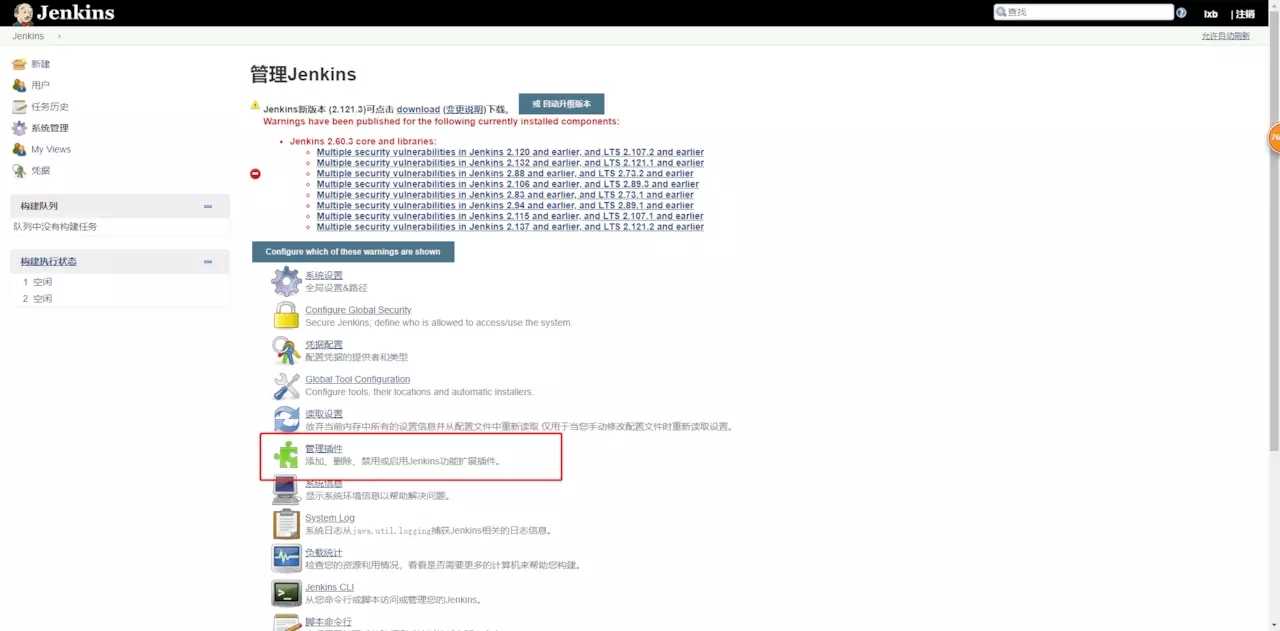 Jenkins
查找
lxb
| 注销
Jenkins
允许自动刷新
新建
用户
任务历史
系统管理
My Views
凭据
构建队列
队列中没有构建任务
构建执行状态
1 空闲
2 空闲
管理Jenkins
Jenkins新版本 (2.121.3)可点击 download (变更说明)下载。
或 自动升级版本
Warnings have been published for the following currently installed components:
Jenkins 2.60.3 core and libraries:
Multiple security vulnerabilities in Jenkins 2.120 and earlier, and LTS 2.107.2 and earlier
Multiple security vulnerabilities in Jenkins 2.132 and earlier, and LTS 2.121.1 and earlier
Multiple security vulnerabilities in Jenkins 2.88 and earlier, and LTS 2.73.2 and earlier
Multiple security vulnerabilities in Jenkins 2.106 and earlier, and LTS 2.89.3 and earlier
Multiple security vulnerabilities in Jenkins 2.83 and earlier, and LTS 2.73.1 and earlier
Multiple security vulnerabilities in Jenkins 2.94 and earlier, and LTS 2.89.1 and earlier
Multiple security vulnerabilities in Jenkins 2.115 and earlier, and LTS 2.107.1 and earlier
Multiple security vulnerabilities in Jenkins 2.137 and earlier, and LTS 2.121.2 and earlier
Configure which of these warnings are shown
系统设置
全局设置&路径
Configure Global Security
Secure Jenkins; define who is allowed to access/use the system.
凭据配置
配置凭据的提供者和类型
Global Tool Configuration
Configure tools, their locations and automatic installers.
读取设置
放弃当前内存中所有的设置信息并从配置文件中重新读取 仅用于当您手动修改配置文件时重新读取设置。
管理插件
添加、删除、禁用或启用Jenkins功能扩展插件。
系统信息
显示系统环境信息以帮助解决问题。
System Log
系统日志从java.util.logging捕获Jenkins相关的日志信息。
负载统计
检查您的资源利用情况，看看是否需要更多的计算机来帮助您构建。
Jenkins CLI
从您命令行或脚本访问或管理您的Jenkins。
脚本命令行